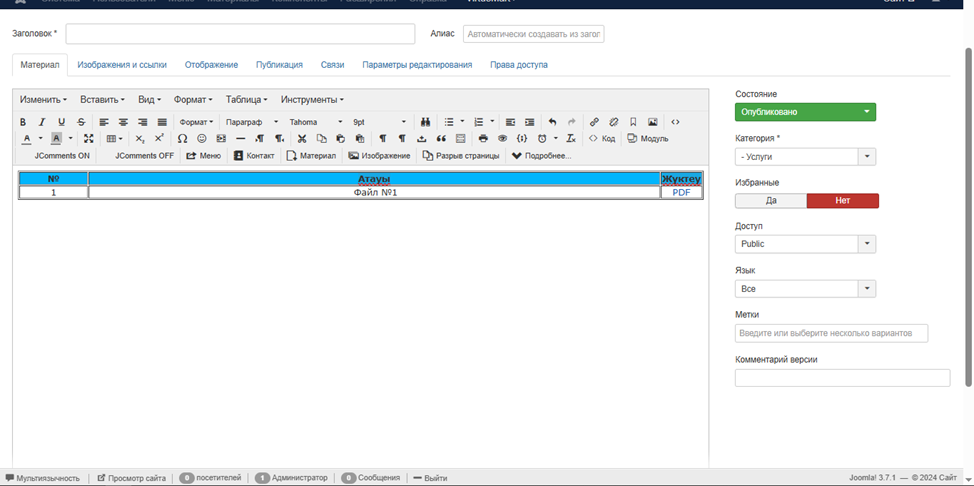 Заголовок *
Алиас
Автоматически создавать из загол
Материал Изображения и ссылки Отображение Публикация Связи Параметры редактирования Права доступа
Изменить Вставить Вид Формат Таблица Инструменты
Формат Параграф Tahoma 9pt
Код Модуль
JComments ON JComments OFF Меню Контакт Материал Изображение Разрыв страницы Подробнее...
№ Атауы Жүктеу
1 Файл №1 PDF
Состояние
Опубликовано
Категория *
- Услуги
Избранные
Да Нет
Доступ
Public
Язык
Все
Метки
Введите или выберите несколько вариантов
Комментарий версии
Мультиязычность Просмотр сайта 0 посетителей 1 Администратор 0 Сообщения Выйти Joomla! 3.7.1 — © 2024 Сайт